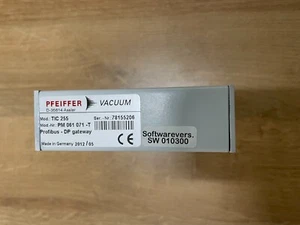 PFEIFFER VACUUM
D-35614 Asslar
Mod.: TIC 255 Ser.-Nr: 78155206
Mod.-Nr: PM 051 071 -T
Profibus - DP gateway
Made in Germany 2012 / 05
CE
Softwarevers.
SW 010300